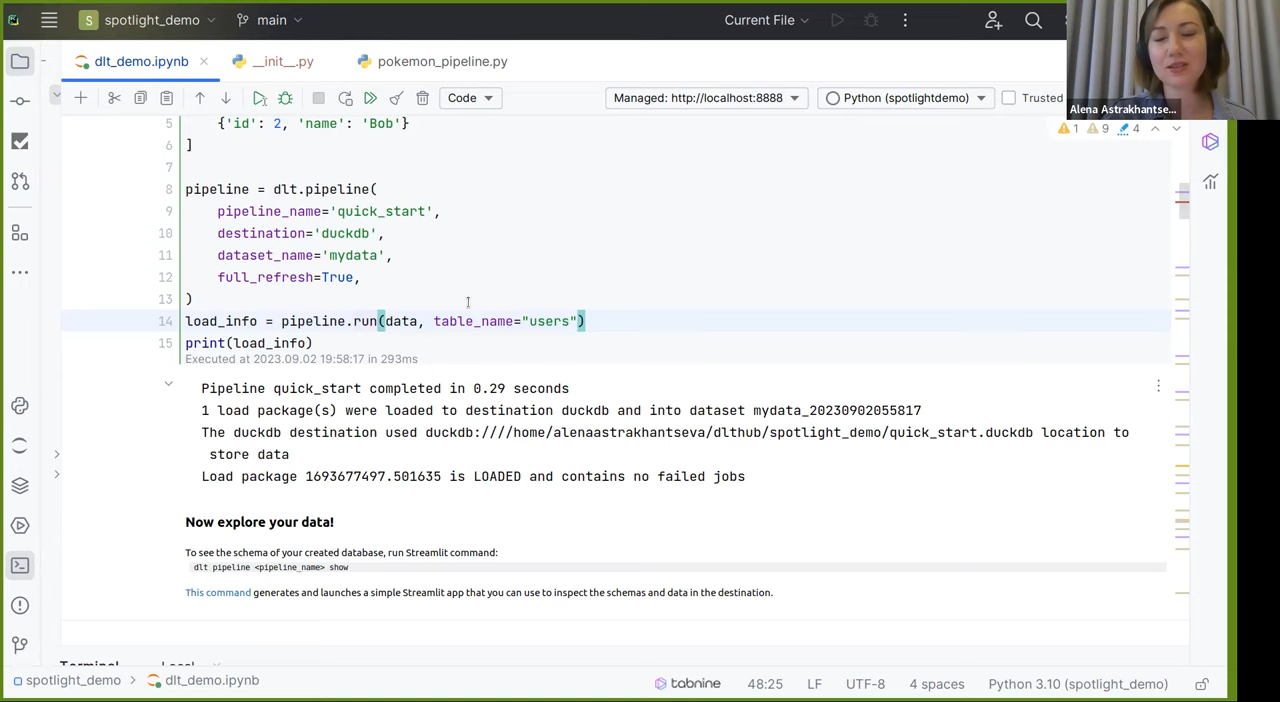 S spotlight_demo main Current File
dlt_demo.ipynb __init__.py pokemon_pipeline.py
Code Managed: http://localhost:8888 Python (spotlightdemo) Trusted
Alena Astrakhantse...
1 9 4
5 {'id': 2, 'name': 'Bob'}
6 ]
7
8 pipeline = dlt.pipeline(
9 pipeline_name='quick_start',
10 destination='duckdb',
11 dataset_name='mydata',
12 full_refresh=True,
13 )
14 load_info = pipeline.run(data, table_name="users")
15 print(load_info)
Executed at 2023.09.02 19:58:17 in 293ms
Pipeline quick_start completed in 0.29 seconds
1 load package(s) were loaded to destination duckdb and into dataset mydata_20230902055817
The duckdb destination used duckdb:////home/alenaastrakhantseva/dlthub/spotlight_demo/quick_start.duckdb location to
store data
Load package 1693677497.501635 is LOADED and contains no failed jobs
Now explore your data!
To see the schema of your created database, run Streamlit command:
dlt pipeline <pipeline_name> show
This command generates and launches a simple Streamlit app that you can use to inspect the schemas and data in the destination.
Terminal Local
spotlight_demo > dlt_demo.ipynb tabnine 48:25 LF UTF-8 4 spaces Python 3.10 (spotlight_demo)